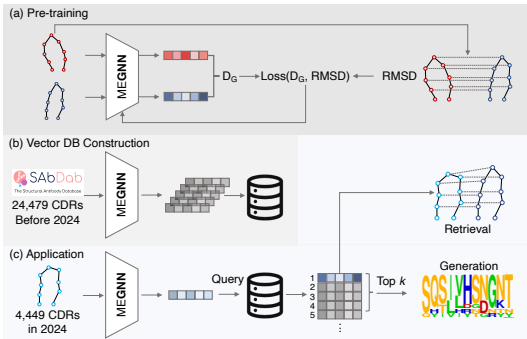 (a) Pre-training
MEGNN
D_G
Loss(D_G, RMSD)
RMSD
(b) Vector DB Construction
SAbDab
The Structural Antibody Database
24,479 CDRs
Before 2024
MEGNN
Retrieval
(c) Application
4,449 CDRs
in 2024
MEGNN
Query
1
2
3
4
5
⋮
Top k
Generation
SQSLVHSNGNT